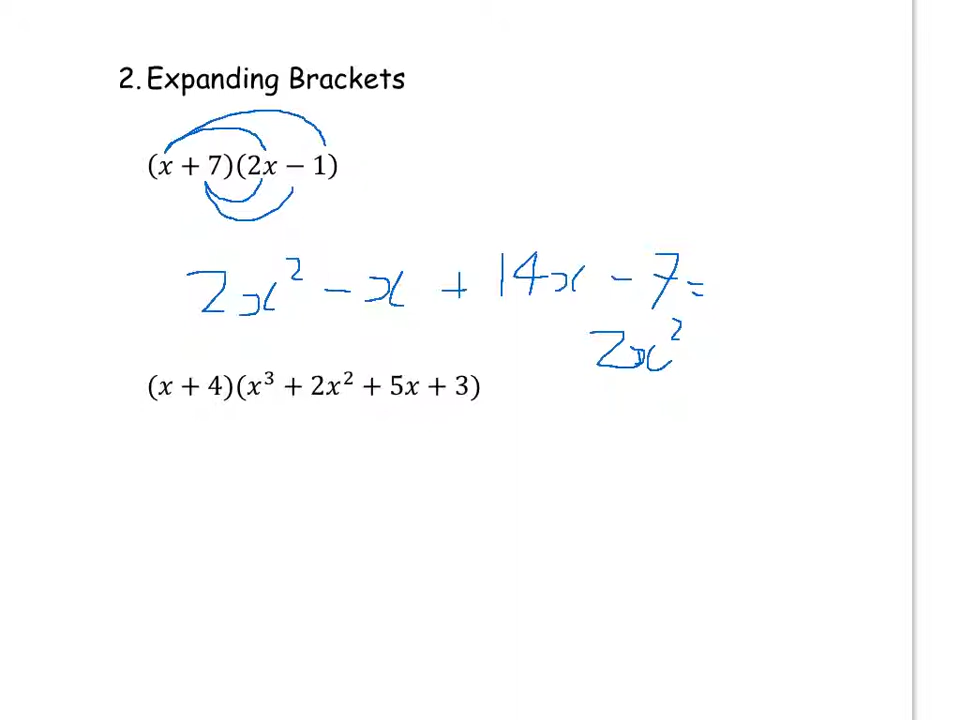 2. Expanding Brackets
(x + 7)(2x − 1)
2x² − x + 14x − 7 =
2x²
(x + 4)(x³ + 2x² + 5x + 3)